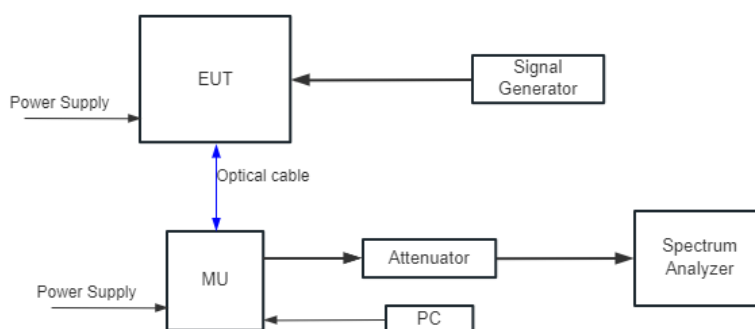 EUT
Signal
Generator
Power Supply
Optical cable
MU
Attenuator
Spectrum
Analyzer
Power Supply
PC